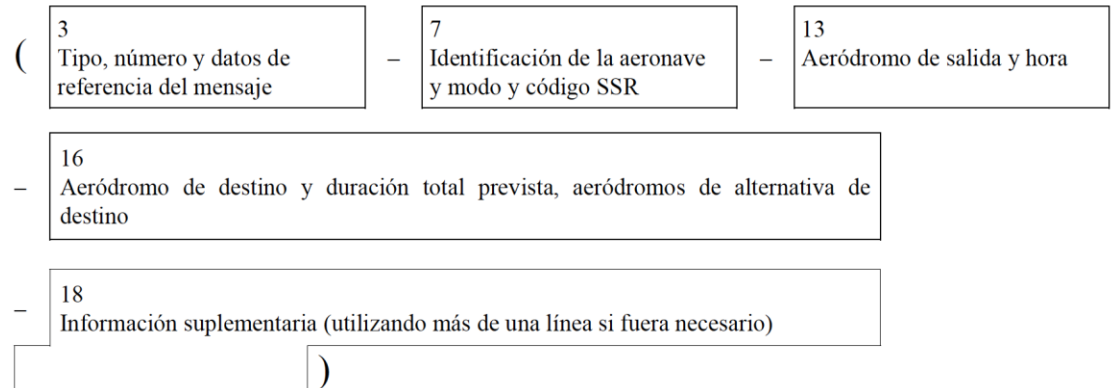 ( 3 7 13
Tipo, número y datos de – Identificación de la aeronave – Aeródromo de salida y hora
referencia del mensaje y modo y código SSR
16
– Aeródromo de destino y duración total prevista, aeródromos de alternativa de
destino
18
– Información suplementaria (utilizando más de una línea si fuera necesario)
)